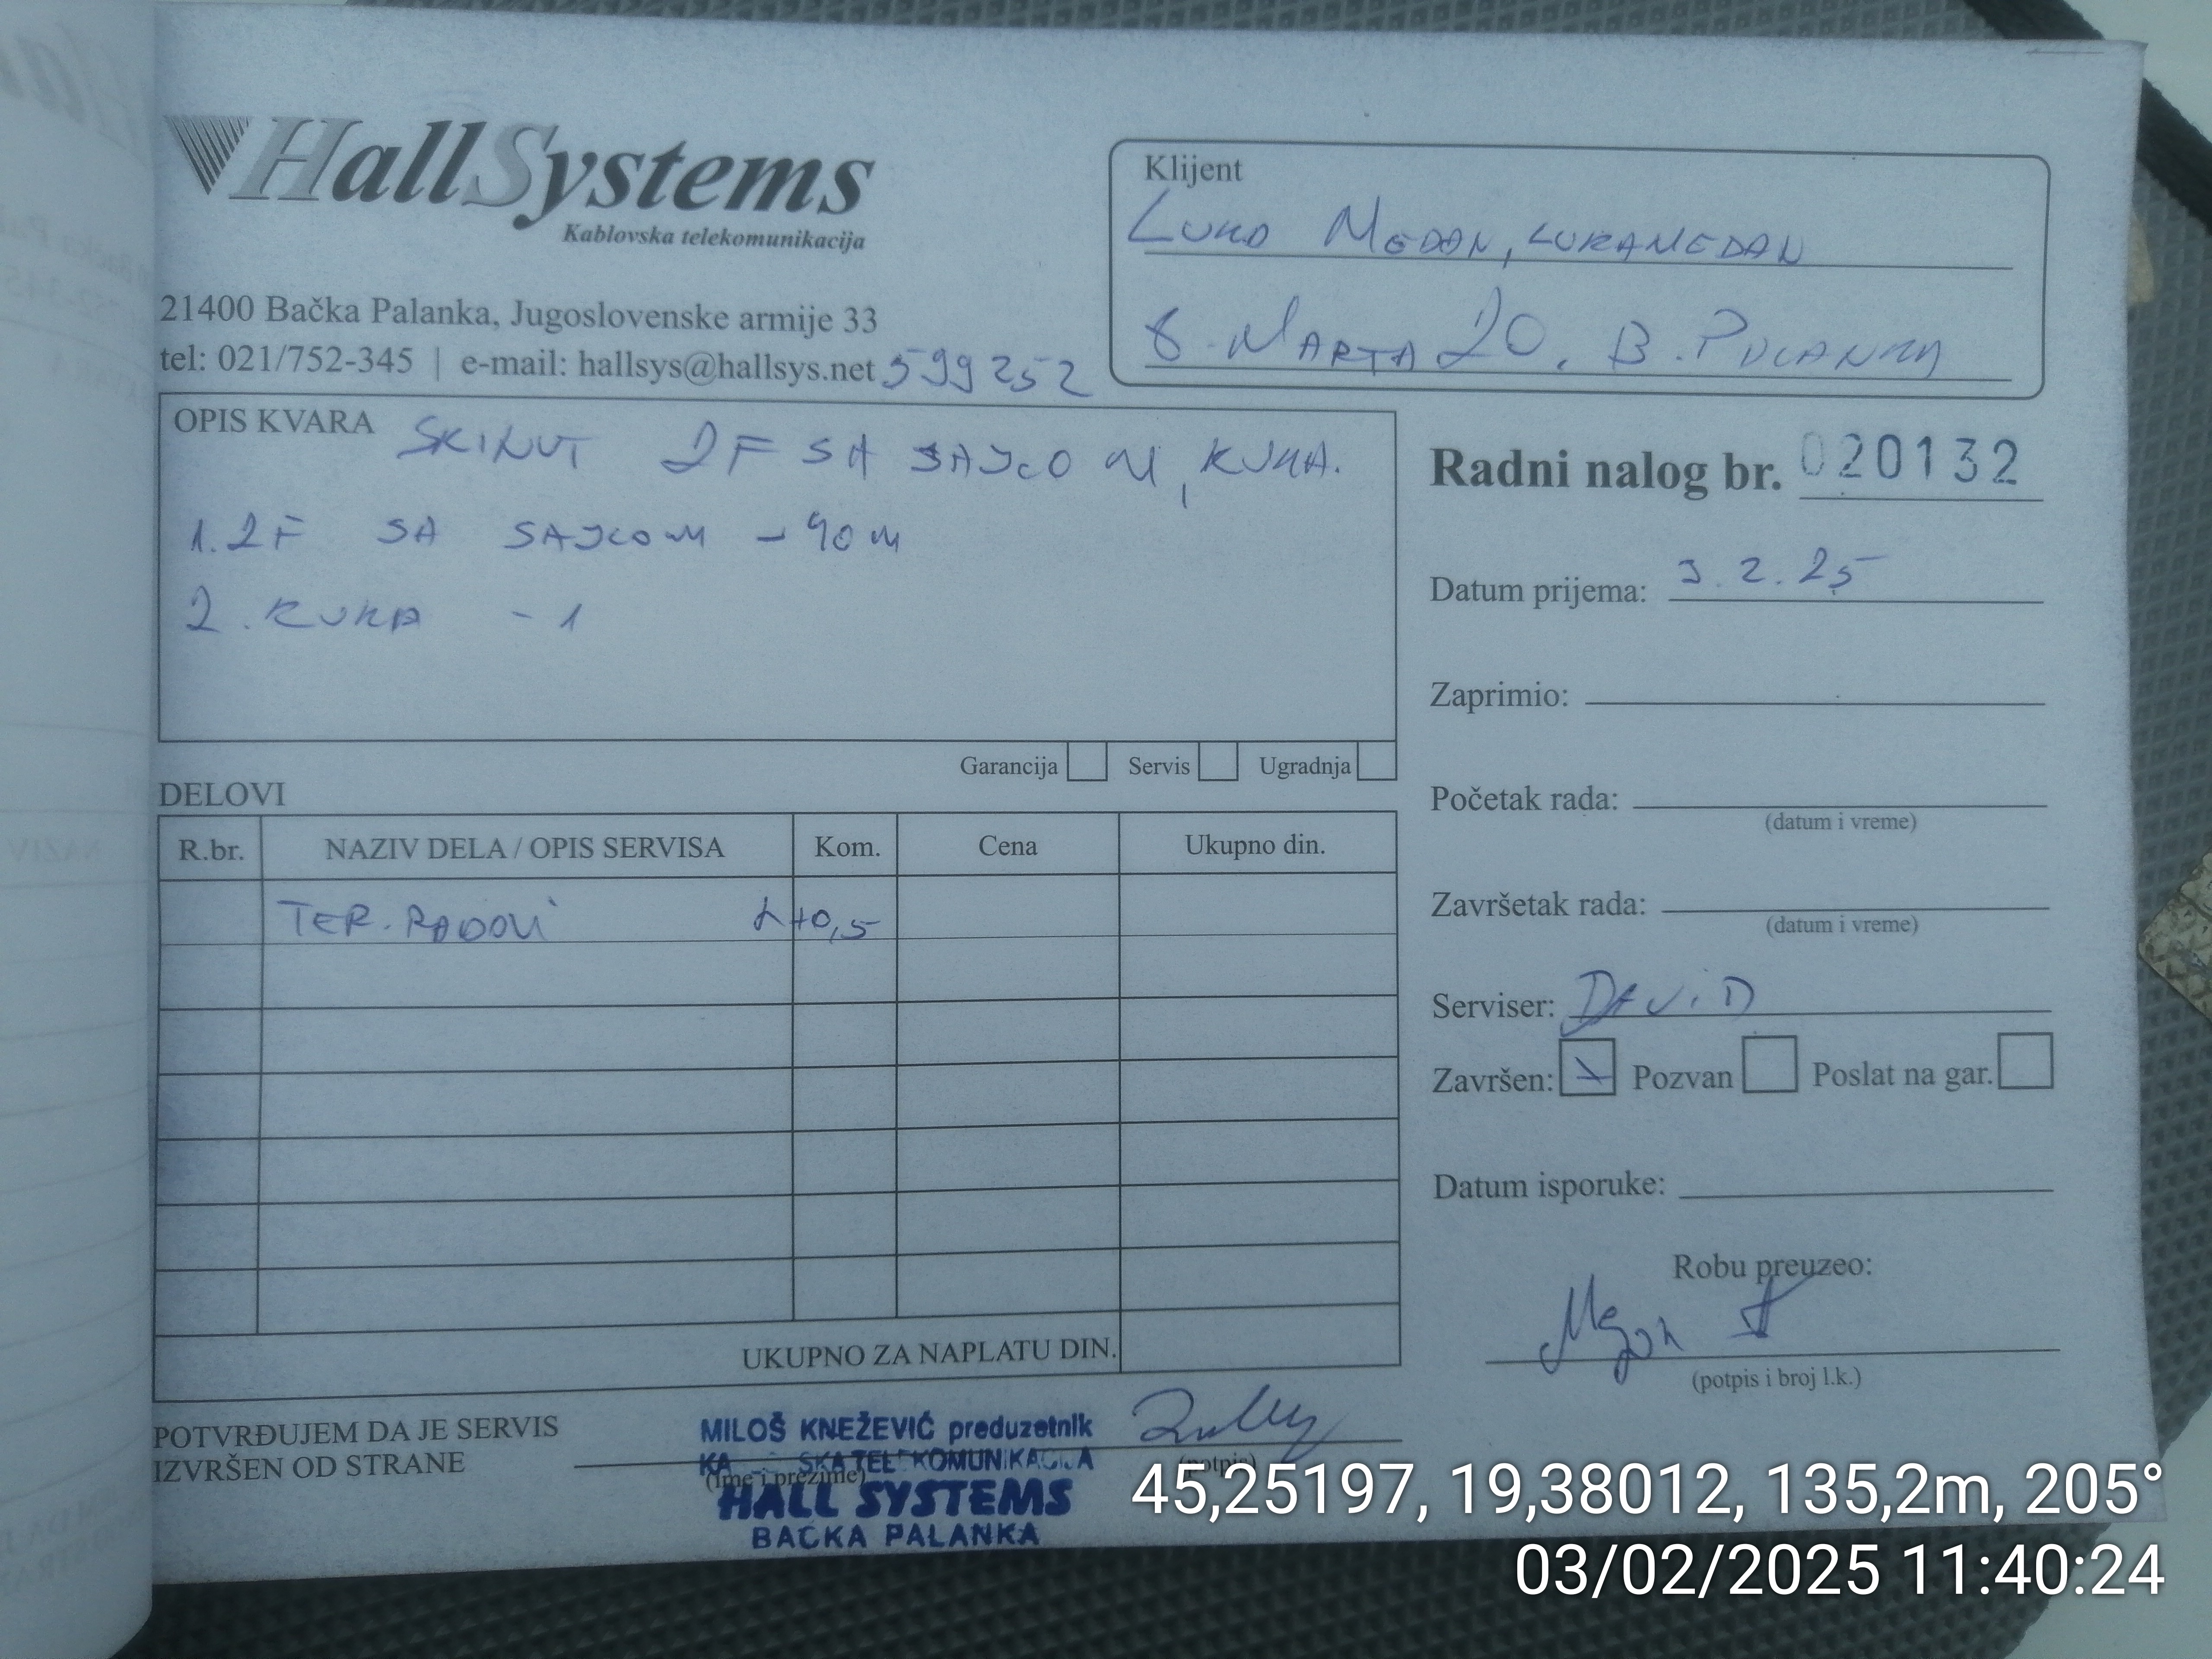 HallSystems
Kablovska telekomunikacija
21400 Bačka Palanka, Jugoslovenske armije 33
tel: 021/752-345 | e-mail: hallsys@hallsys.net 599252
Klijent
LUKA MEDAN, LUKAMEDAN
8 MARTA 20, B. PALANKA
OPIS KVARA SKINUT 2F SA SAJLOM, KUKA.
1. 2F SA SAJLOM - 90 M
2. KUKA - 1
Garancija Servis Ugradnja
Radni nalog br. 020132
Datum prijema: 3.2.25
Zaprimio:
Početak rada:
(datum i vreme)
Završetak rada:
(datum i vreme)
Serviser: DAVID
Završen: Pozvan Poslat na gar.
Datum isporuke:
Robu preuzeo:
(potpis i broj l.k.)
DELOVI
R.br. NAZIV DELA / OPIS SERVISA Kom. Cena Ukupno din.
TER. RADOVI 0,5
UKUPNO ZA NAPLATU DIN.
POTVRĐUJEM DA JE SERVIS
IZVRŠEN OD STRANE
(Ime i prezime)
(potpis)
MILOŠ KNEŽEVIĆ preduzetnik
TELEKOMUNIKACIJA
HALL SYSTEMS
BAČKA PALANKA
45,25197, 19,38012, 135,2m, 205°
03/02/2025 11:40:24